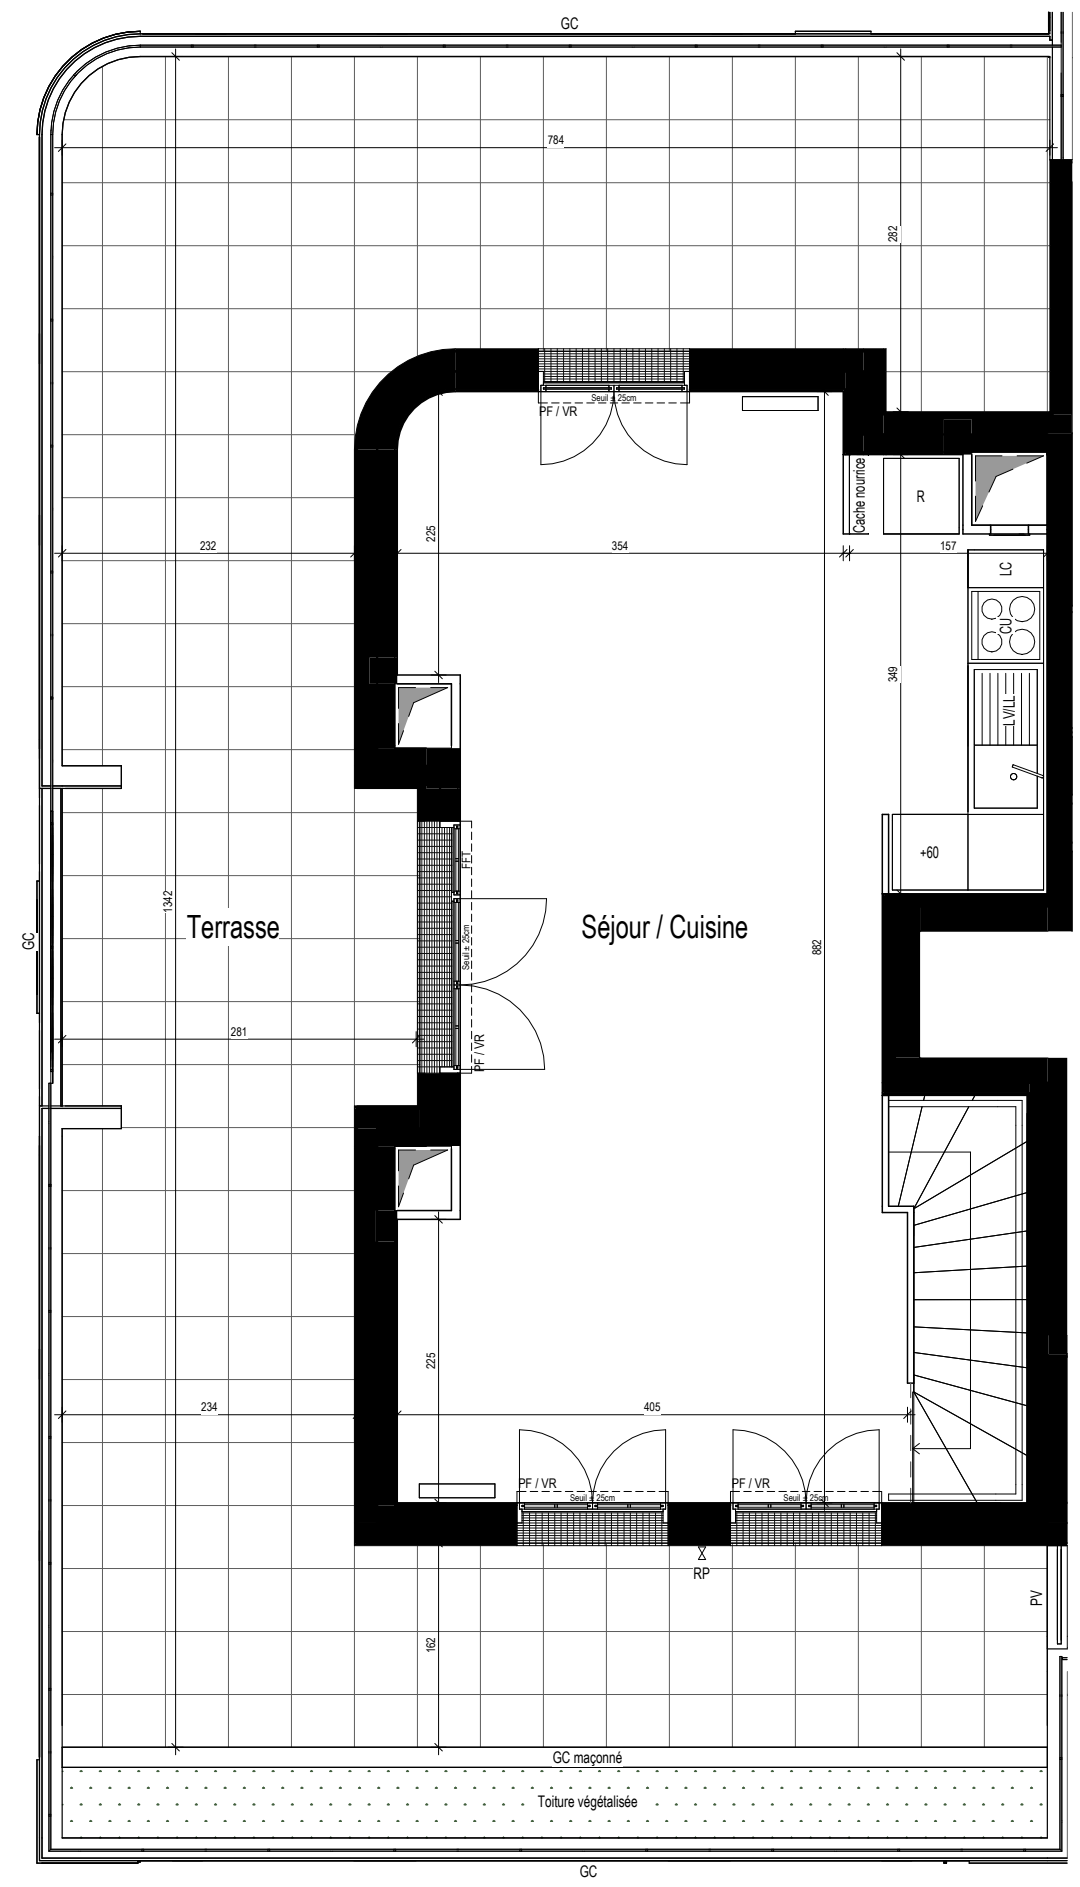 GC
784
282
Seuil ± 25cm
PF / VR
Cache nourrice
R
225
232
354
157
LC
CU
349
LV/LL
+60
FFT
1342
Terrasse
Séjour / Cuisine
GC
Seuil ± 25cm
882
281
PF / VR
225
234
405
PF / VR
PF / VR
Seuil ± 25cm
Seuil ± 25cm
RP
PV
162
GC maçonné
Toiture végétalisée
GC